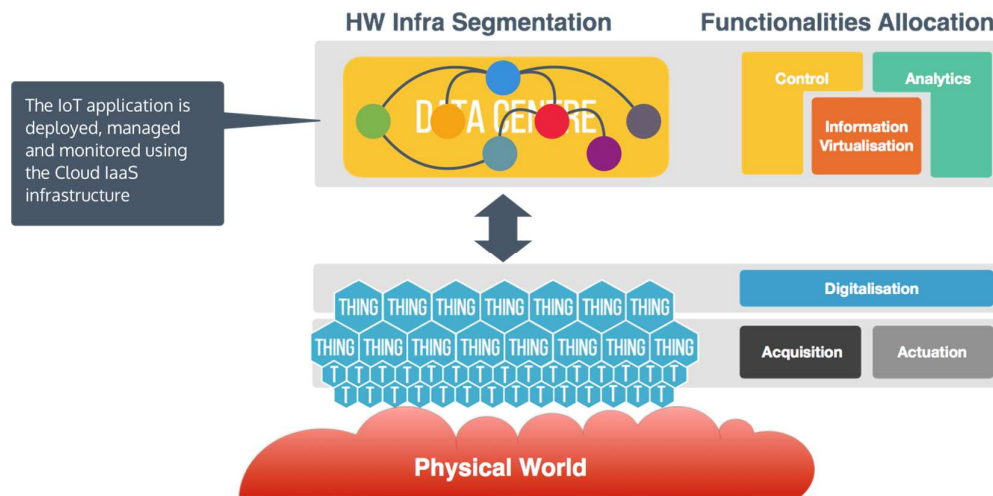 HW Infra Segmentation
Functionalities Allocation
The IoT application is
deployed, managed
and monitored using
the Cloud IaaS
infrastructure
DATA CENTRE
Control
Analytics
Information
Virtualisation
THING THING THING THING THING THING THING
Digitalisation
THING THING THING THING THING THING THING THING
Acquisition
Actuation
T T T T T T T T T T T T T T T
T T T T T T T T T T T T T T
Physical World